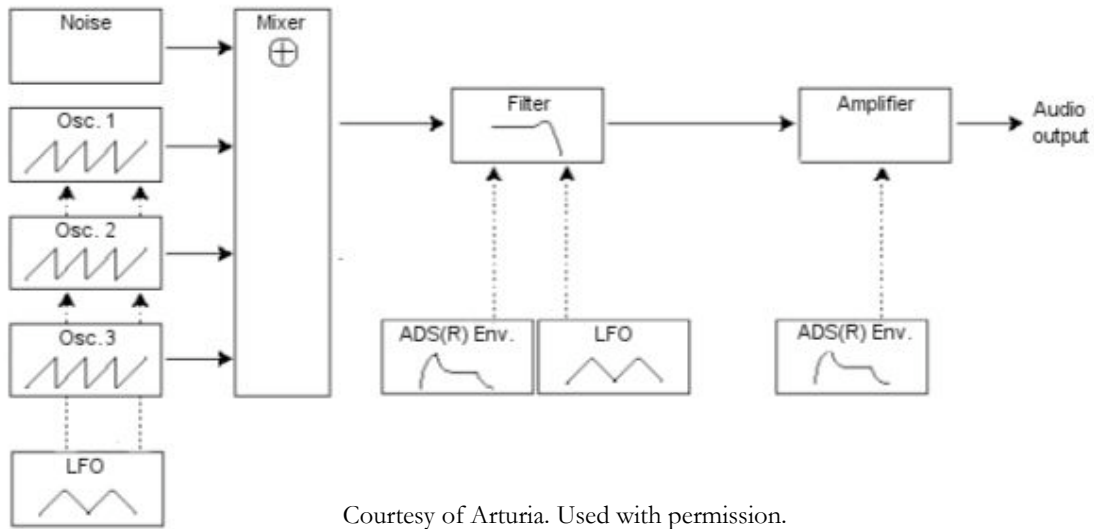 Noise
Mixer
Osc. 1
Filter
Amplifier
Audio
output
Osc. 2
Osc. 3
ADS(R) Env.
LFO
ADS(R) Env.
LFO
Courtesy of Arturia. Used with permission.